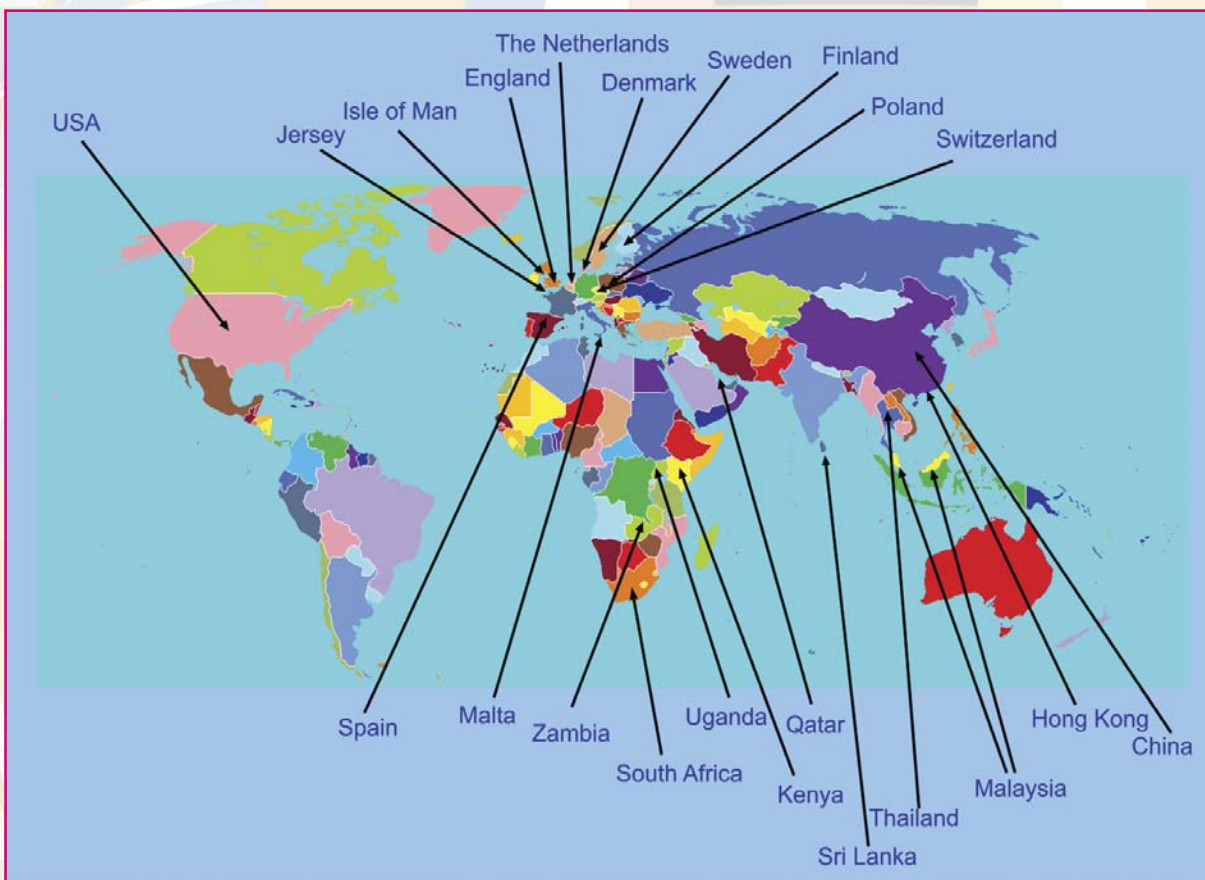 The Netherlands
England
Denmark
Sweden
Finland
Isle of Man
Jersey
USA
Poland
Switzerland
Spain
Malta
Zambia
South Africa
Uganda
Kenya
Qatar
Thailand
Sri Lanka
Malaysia
Hong Kong
China